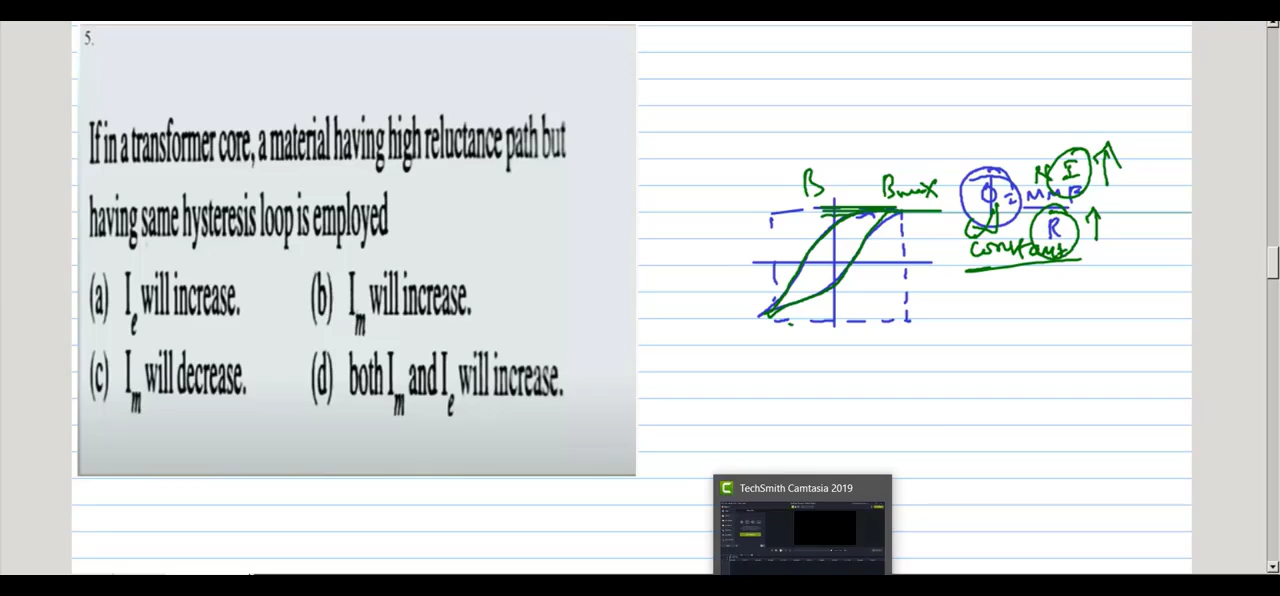 5.
If in a transformer core, a material having high reluctance path but
having same hysteresis loop is employed
(a) Ie will increase.
(b) Im will increase.
(c) Im will decrease.
(d) both Im and Ie will increase.
B Bmax
N I
Φ = MMF
R
constant
TechSmith Camtasia 2019